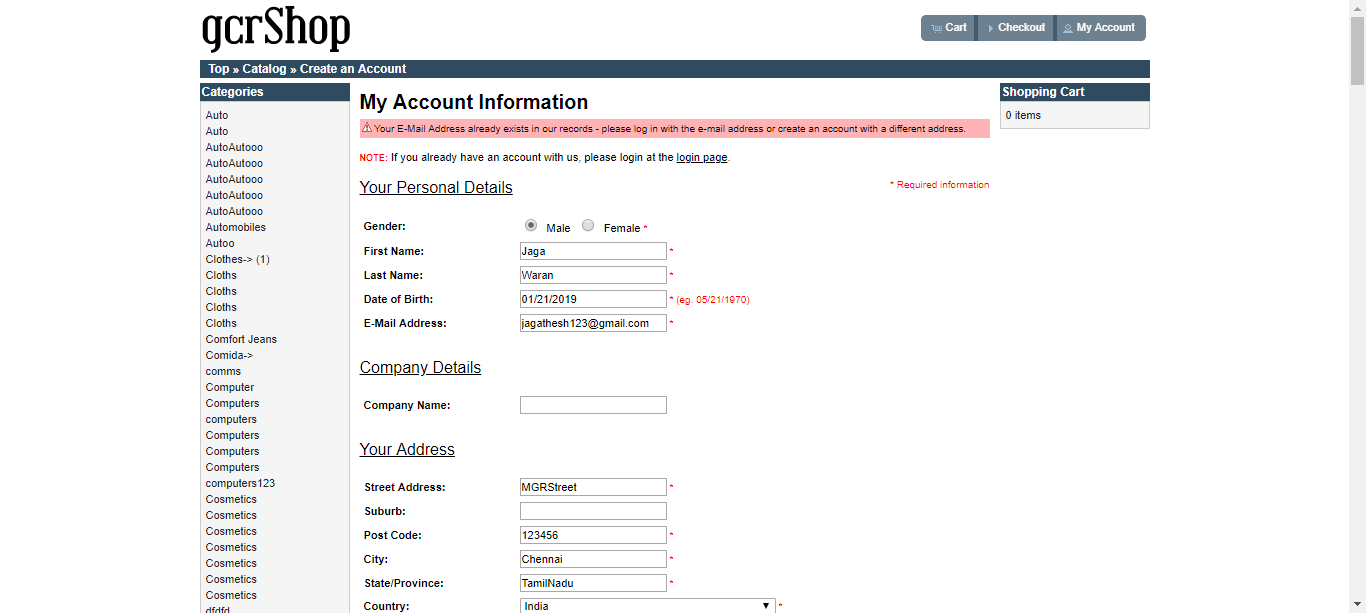 gcrShop
Cart Checkout My Account
Top » Catalog » Create an Account
Categories
Auto
Auto
AutoAutooo
AutoAutooo
AutoAutooo
AutoAutooo
AutoAutooo
Automobiles
Autoo
Clothes-> (1)
Cloths
Cloths
Cloths
Cloths
Comfort Jeans
Comida->
comms
Computer
Computers
computers
Computers
Computers
Computers
computers123
Cosmetics
Cosmetics
Cosmetics
Cosmetics
Cosmetics
Cosmetics
Cosmetics
dfdfd
My Account Information
Your E-Mail Address already exists in our records - please log in with the e-mail address or create an account with a different address.
NOTE: If you already have an account with us, please login at the login page.
Your Personal Details
* Required information
Gender: Male Female *
First Name: Jaga *
Last Name: Waran *
Date of Birth: 01/21/2019 * (eg. 05/21/1970)
E-Mail Address: jagathesh123@gmail.com *
Company Details
Company Name:
Your Address
Street Address: MGRStreet *
Suburb:
Post Code: 123456 *
City: Chennai *
State/Province: TamilNadu *
Country: India *
Shopping Cart
0 items